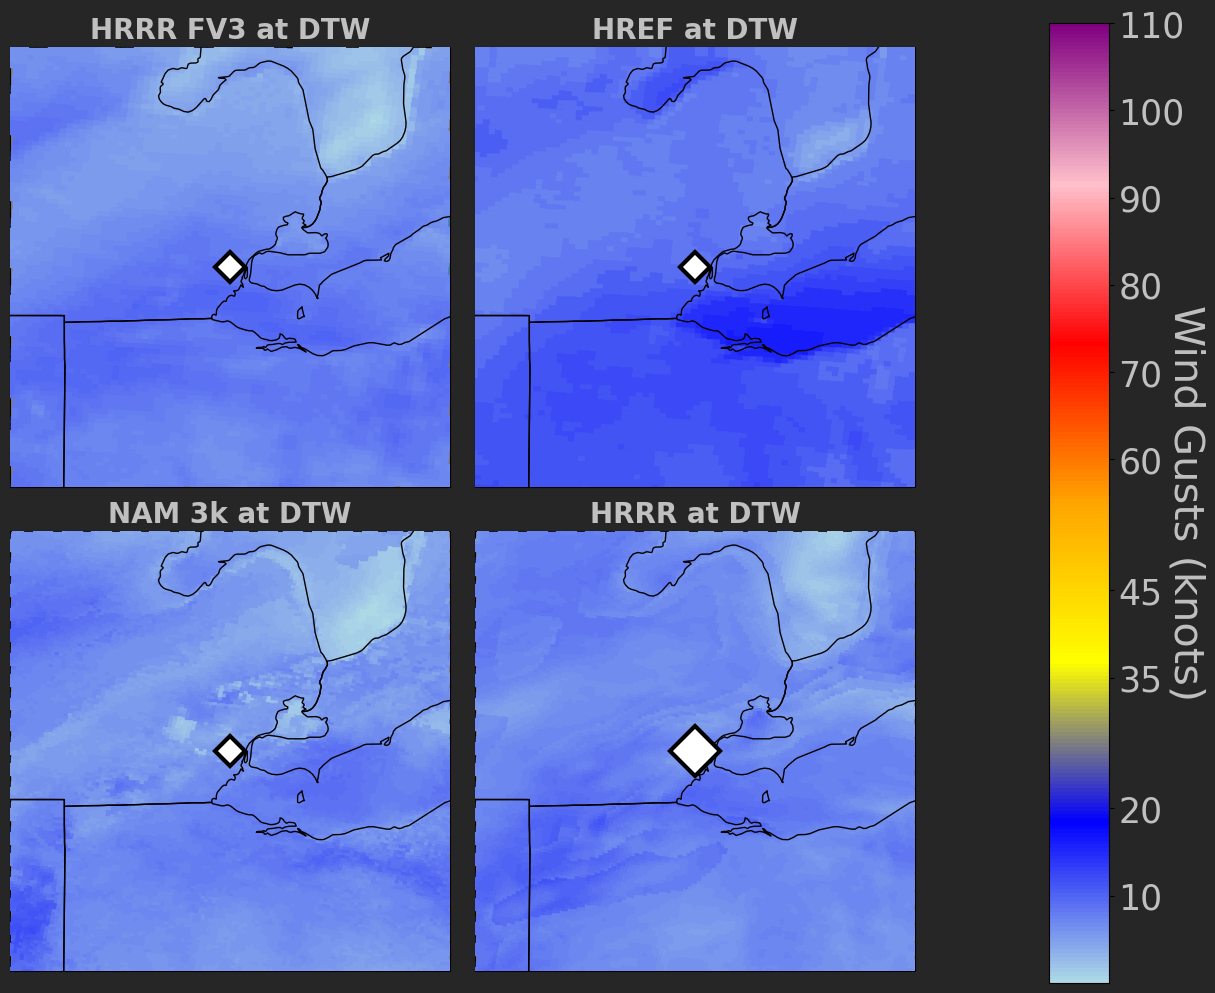 HRRR FV3 at DTW
HREF at DTW
NAM 3k at DTW
HRRR at DTW
110
100
90
80
70
60
45
35
20
10
Wind Gusts (knots)